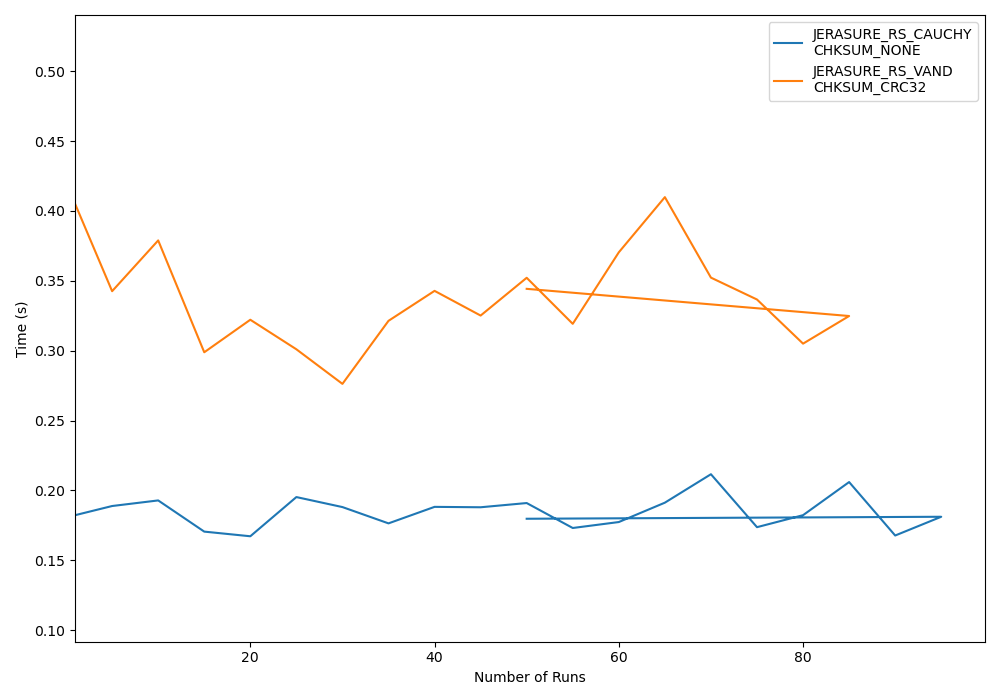 JERASURE_RS_CAUCHY
CHKSUM_NONE
JERASURE_RS_VAND
CHKSUM_CRC32
0.50
0.45
0.40
0.35
0.30
0.25
0.20
0.15
0.10
Time (s)
20 40 60 80
Number of Runs